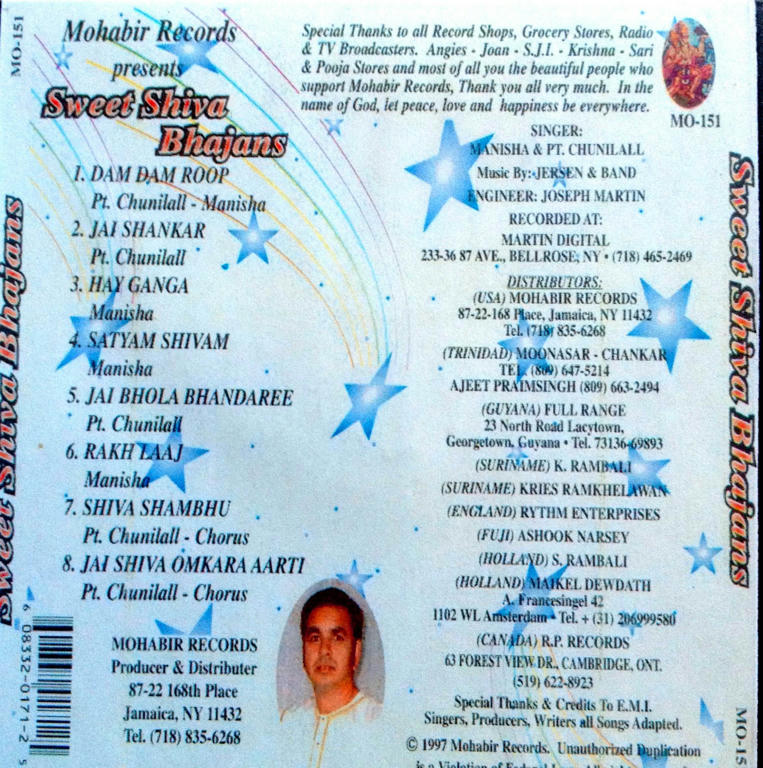 MO-151
Sweet Shiva Bhajans
Mohabir Records
presents
Sweet Shiva
Bhajans
1. DAM DAM ROOP
Pt. Chunilall - Manisha
2. JAI SHANKAR
Pt. Chunilall
3. HAY GANGA
Manisha
4. SATYAM SHIVAM
Manisha
5. JAI BHOLA BHANDAREE
Pt. Chunilall
6. RAKH LAAJ
Manisha
7. SHIVA SHAMBHU
Pt. Chunilall - Chorus
8. JAI SHIVA OMKARA AARTI
Pt. Chunilall - Chorus
MOHABIR RECORDS
Producer & Distributer
87-22 168th Place
Jamaica, NY 11432
Tel. (718) 835-6268
6 08332-0171-2 5
Special Thanks to all Record Shops, Grocery Stores, Radio
& TV Broadcasters. Angies - Joan - S.J.I. - Krishna - Sari
& Pooja Stores and most of all you the beautiful people who
support Mohabir Records, Thank you all very much. In the
name of God, let peace, love and happiness be everywhere.
MO-151
SINGER:
MANISHA & PT. CHUNILALL
Music By:- JERSEN & BAND
ENGINEER: JOSEPH MARTIN
RECORDED AT:
MARTIN DIGITAL
233-36 87 AVE., BELLROSE, NY • (718) 465-2469
DISTRIBUTORS:
(USA) MOHABIR RECORDS
87-22-168 Place, Jamaica, NY 11432
Tel. (718) 835-6268
(TRINIDAD) MOONASAR - CHANKAR
TEL. (809) 647-5214
AJEET PRAIMSINGH (809) 663-2494
(GUYANA) FULL RANGE
23 North Road Lacytown,
Georgetown, Guyana • Tel. 73136-69893
(SURINAME) K. RAMBALI
(SURINAME) KRIES RAMKHELAWAN
(ENGLAND) RYTHM ENTERPRISES
(FUJI) ASHOOK NARSEY
(HOLLAND) S. RAMBALI
(HOLLAND) MAIKEL DEWDATH
A. Francesingel 42
1102 WL Amsterdam • Tel. + (31) 206999580
(CANADA) R.P. RECORDS
63 FOREST VIEW DR., CAMBRIDGE, ONT.
(519) 622-8923
Special Thanks & Credits To E.M.I.
Singers, Producers, Writers all Songs Adapted.
© 1997 Mohabir Records. Unauthorized Duplication
is a Violation of Federal
Sweet Shiva Bhajans
MO-15